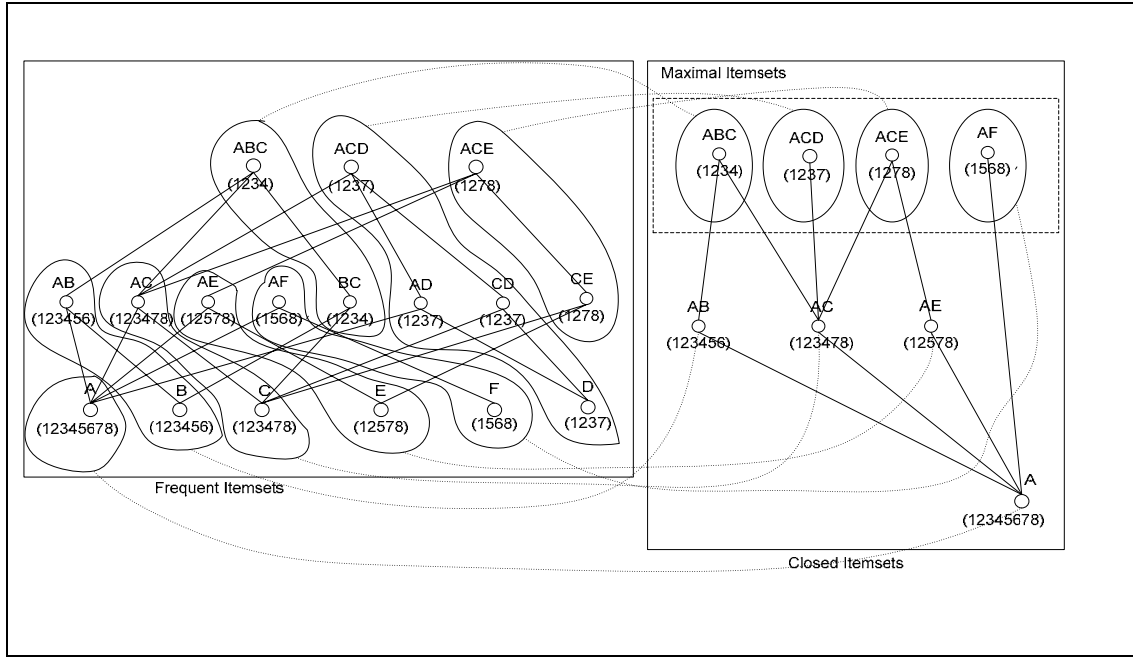 Maximal Itemsets
ABC
(1234)
ACD
(1237)
ACE
(1278)
ABC
(1234)
ACD
(1237)
ACE
(1278)
AF
(1568)
AB
(123456)
AC
(123478)
AE
(12578)
AF
(1568)
BC
(1234)
AD
(1237)
CD
(1237)
CE
(1278)
AB
(123456)
AC
(123478)
AE
(12578)
A
(12345678)
B
(123456)
C
(123478)
E
(12578)
F
(1568)
D
(1237)
Frequent Itemsets
A
(12345678)
Closed Itemsets